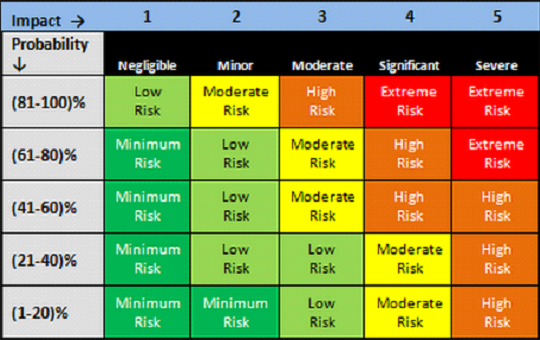 Impact → 1 2 3 4 5
Probability ↓ Negligible Minor Moderate Significant Severe
(81-100)% Low Risk Moderate Risk High Risk Extreme Risk Extreme Risk
(61-80)% Minimum Risk Low Risk Moderate Risk High Risk Extreme Risk
(41-60)% Minimum Risk Low Risk Moderate Risk High Risk High Risk
(21-40)% Minimum Risk Low Risk Low Risk Moderate Risk High Risk
(1-20)% Minimum Risk Minimum Risk Low Risk Moderate Risk High Risk